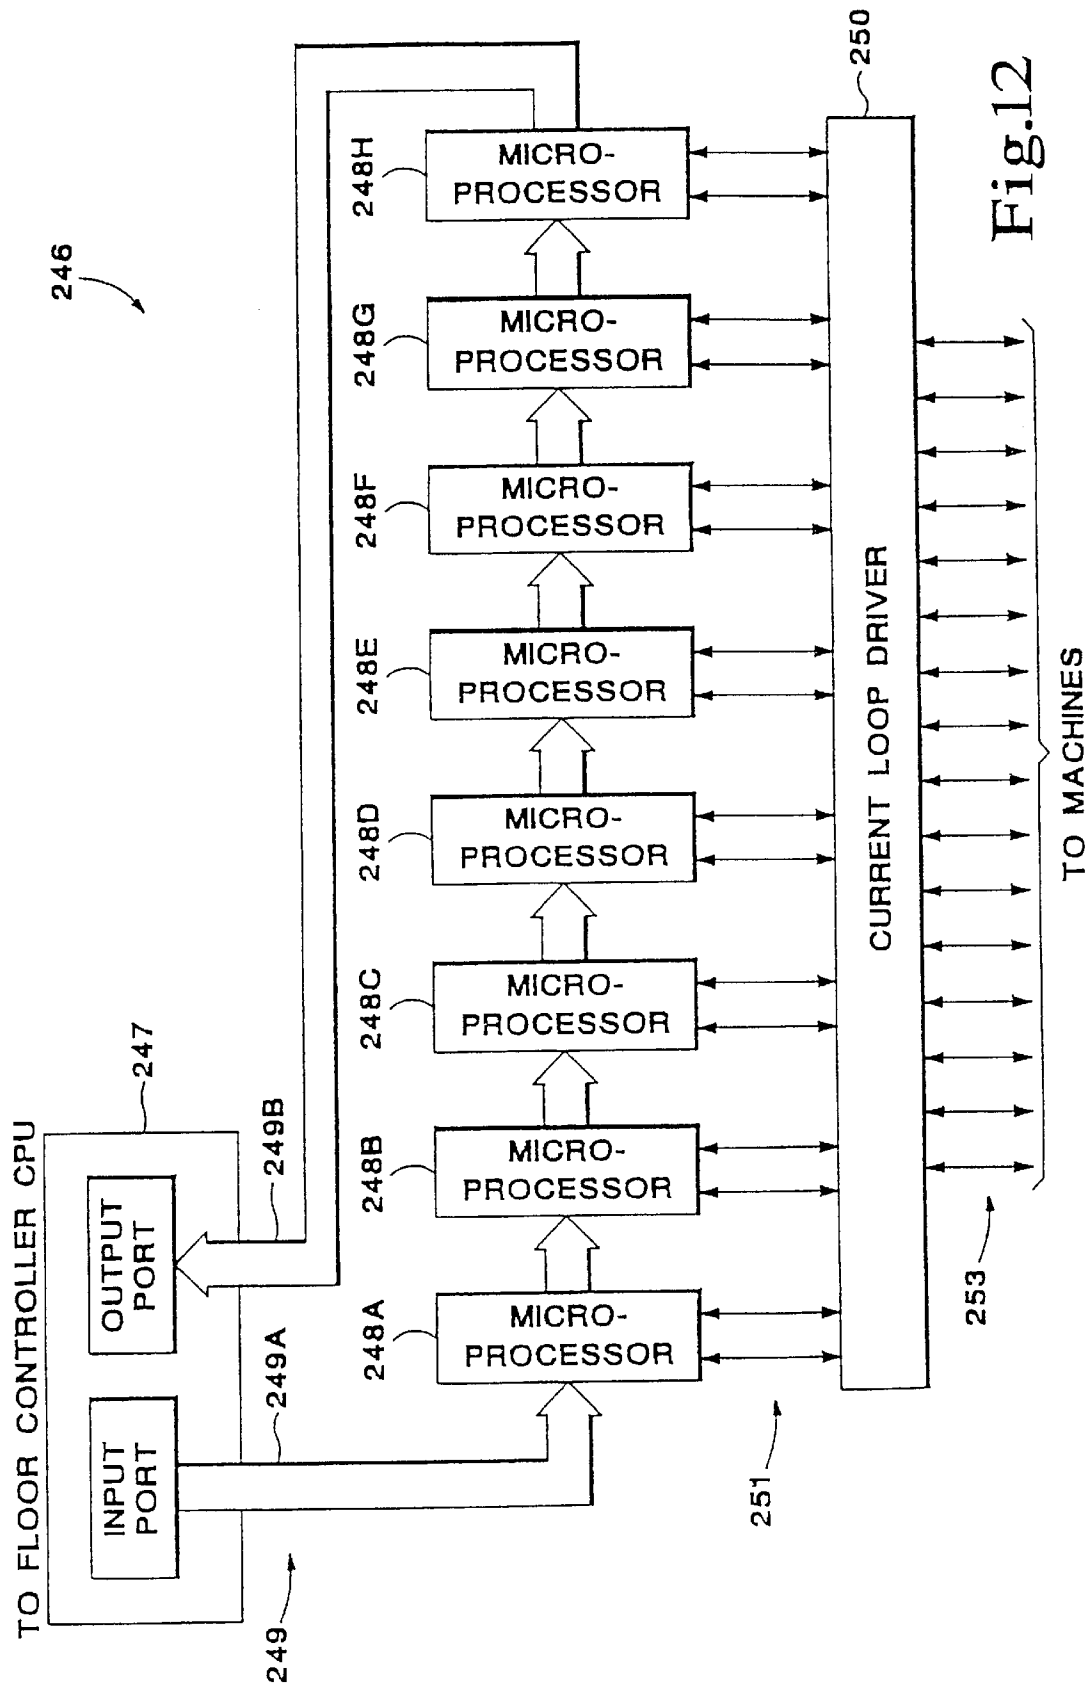 246
TO FLOOR CONTROLLER CPU
247
INPUT
PORT
OUTPUT
PORT
249
249A
249B
248A
MICRO-
PROCESSOR
248B
MICRO-
PROCESSOR
248C
MICRO-
PROCESSOR
248D
MICRO-
PROCESSOR
248E
MICRO-
PROCESSOR
248F
MICRO-
PROCESSOR
248G
MICRO-
PROCESSOR
248H
MICRO-
PROCESSOR
251
CURRENT LOOP DRIVER
250
253
TO MACHINES
Fig.12